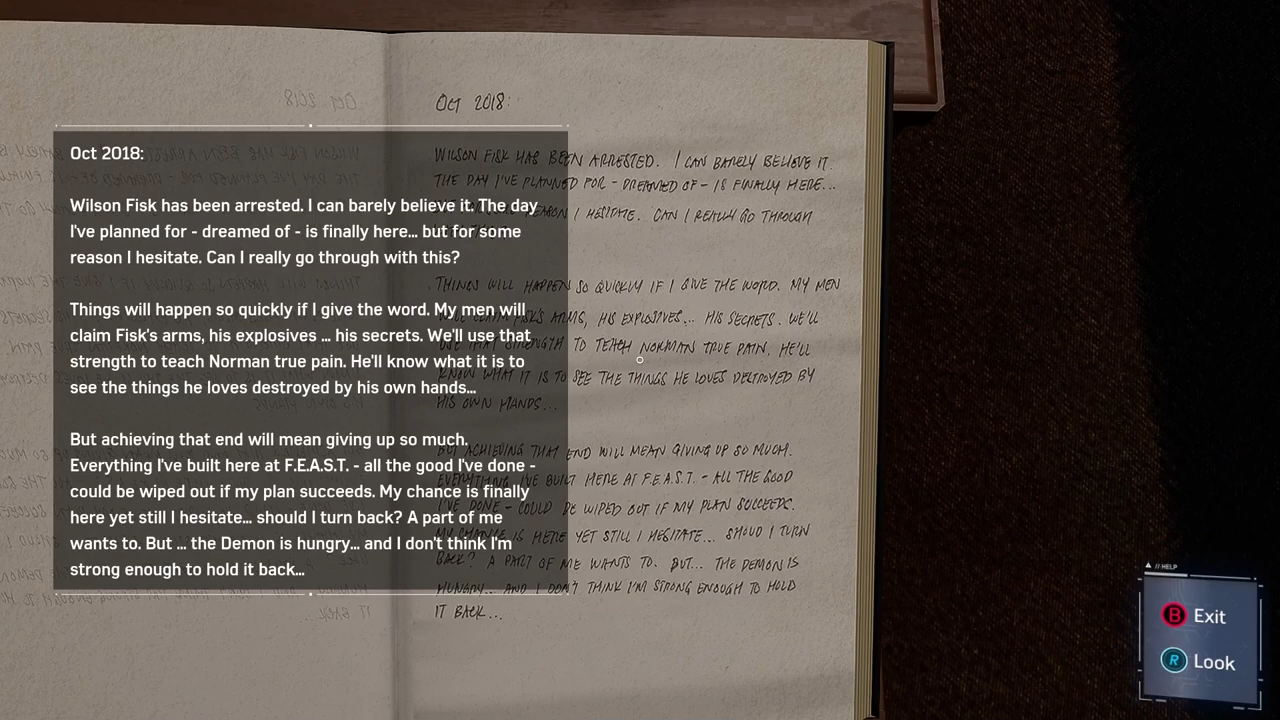 Oct 2018:
Wilson Fisk has been arrested. I can barely believe it. The day
I've planned for - dreamed of - is finally here... but for some
reason I hesitate. Can I really go through with this?
Things will happen so quickly if I give the word. My men will
claim Fisk's arms, his explosives ... his secrets. We'll use that
strength to teach Norman true pain. He'll know what it is to
see the things he loves destroyed by his own hands...
But achieving that end will mean giving up so much.
Everything I've built here at F.E.A.S.T. - all the good I've done -
could be wiped out if my plan succeeds. My chance is finally
here yet still I hesitate... should I turn back? A part of me
wants to. But ... the Demon is hungry... and I don't think I'm
strong enough to hold it back...
OCT 2018:
WILSON FISK HAS BEEN ARRESTED. I CAN BARELY BELIEVE IT.
THE DAY I'VE PLANNED FOR - DREAMED OF - IS FINALLY HERE...
REASON I HESITATE. CAN I REALLY GO THROUGH
THINGS WILL HAPPEN SO QUICKLY IF I GIVE THE WORD. MY MEN
CLAIM FISK'S ARMS, HIS EXPLOSIVES... HIS SECRETS. WE'LL
USE THAT STRENGTH TO TEACH NORMAN TRUE PAIN. HE'LL
KNOW WHAT IT IS TO SEE THE THINGS HE LOVES DESTROYED BY
HIS OWN HANDS...
BUT ACHIEVING THAT END WILL MEAN GIVING UP SO MUCH.
EVERYTHING I'VE BUILT HERE AT F.E.A.S.T. - ALL THE GOOD
I'VE DONE - COULD BE WIPED OUT IF MY PLAN SUCCEEDS.
MY CHANCE IS HERE YET STILL I HESITATE... SHOUD I TURN
BACK? A PART OF ME WANTS TO. BUT... THE DEMON IS
HUNGRY... AND I DON'T THINK I'M STRONG ENOUGH TO HOLD
IT BACK...
// HELP
B Exit
R Look